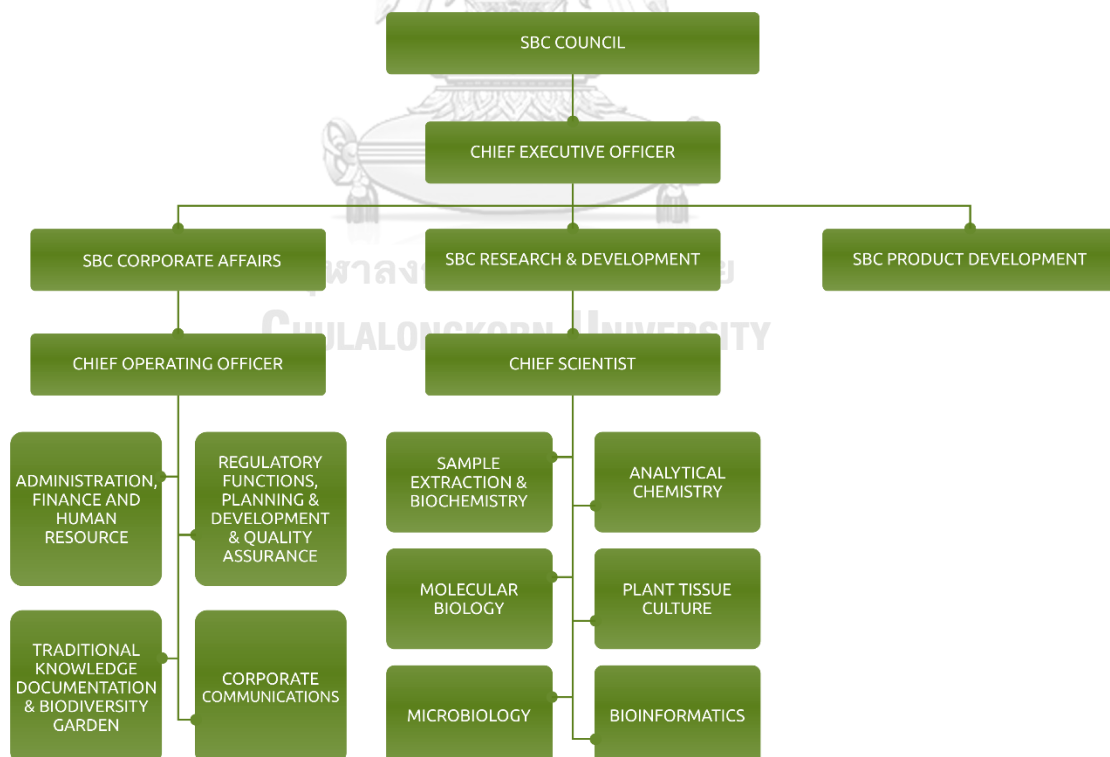 SBC COUNCIL
CHIEF EXECUTIVE OFFICER
SBC CORPORATE AFFAIRS
SBC RESEARCH & DEVELOPMENT
SBC PRODUCT DEVELOPMENT
CHULALONGKORN UNIVERSITY
CHIEF OPERATING OFFICER
CHIEF SCIENTIST
ADMINISTRATION,
FINANCE AND
HUMAN
RESOURCE
REGULATORY
FUNCTIONS,
PLANNING &
DEVELOPMENT
& QUALITY
ASSURANCE
TRADITIONAL
KNOWLEDGE
DOCUMENTATION
& BIODIVERSITY
GARDEN
CORPORATE
COMMUNICATIONS
SAMPLE
EXTRACTION &
BIOCHEMISTRY
ANALYTICAL
CHEMISTRY
MOLECULAR
BIOLOGY
PLANT TISSUE
CULTURE
MICROBIOLOGY
BIOINFORMATICS